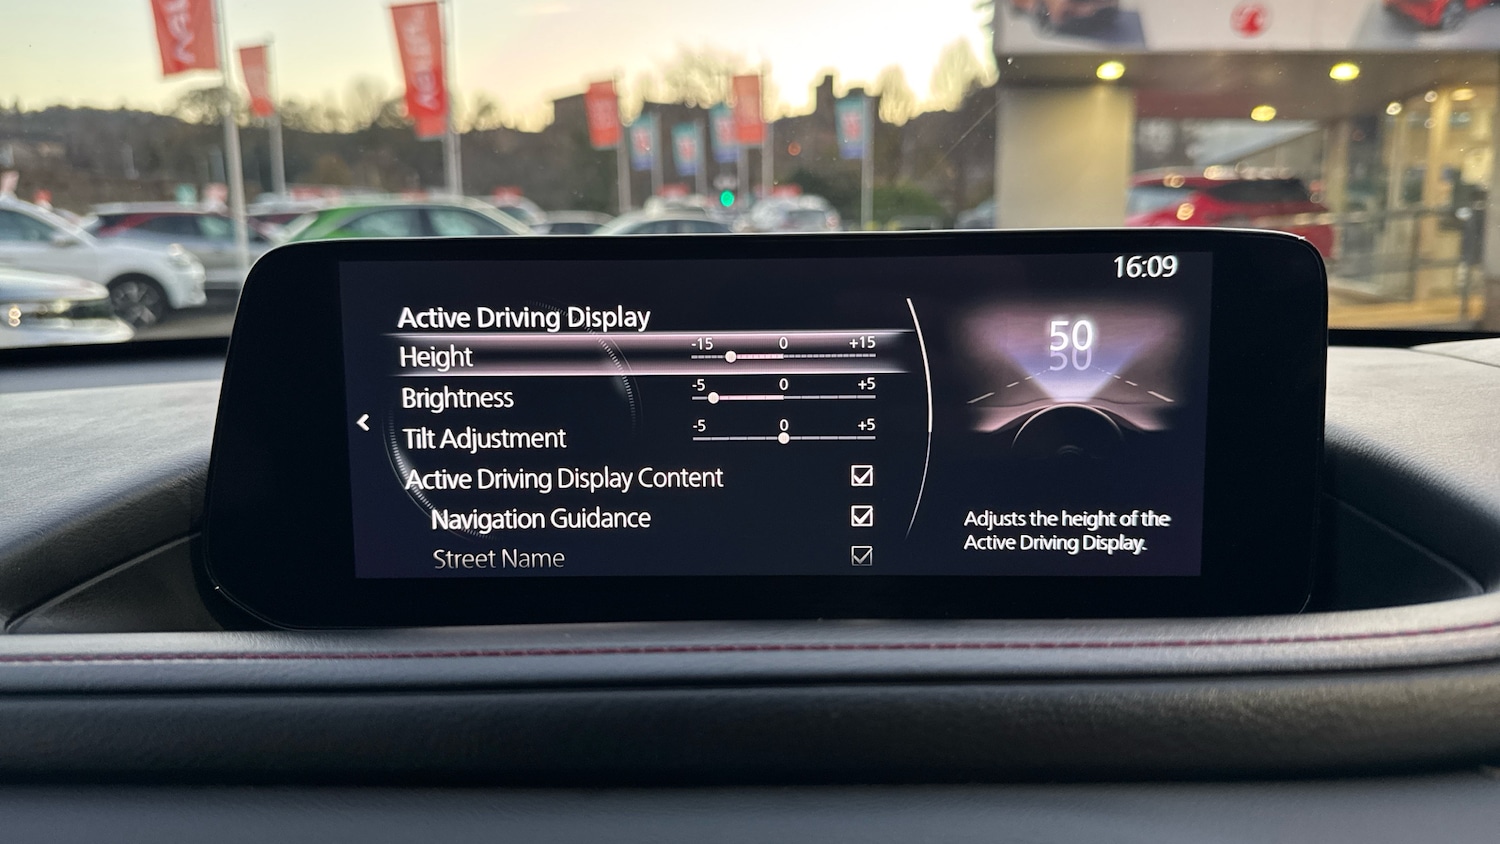 16:09
Active Driving Display
Height
-15 0 +15
Brightness
-5 0 +5
Tilt Adjustment
-5 0 +5
Active Driving Display Content
Navigation Guidance
Street Name
50
50
Adjusts the height of the
Active Driving Display.